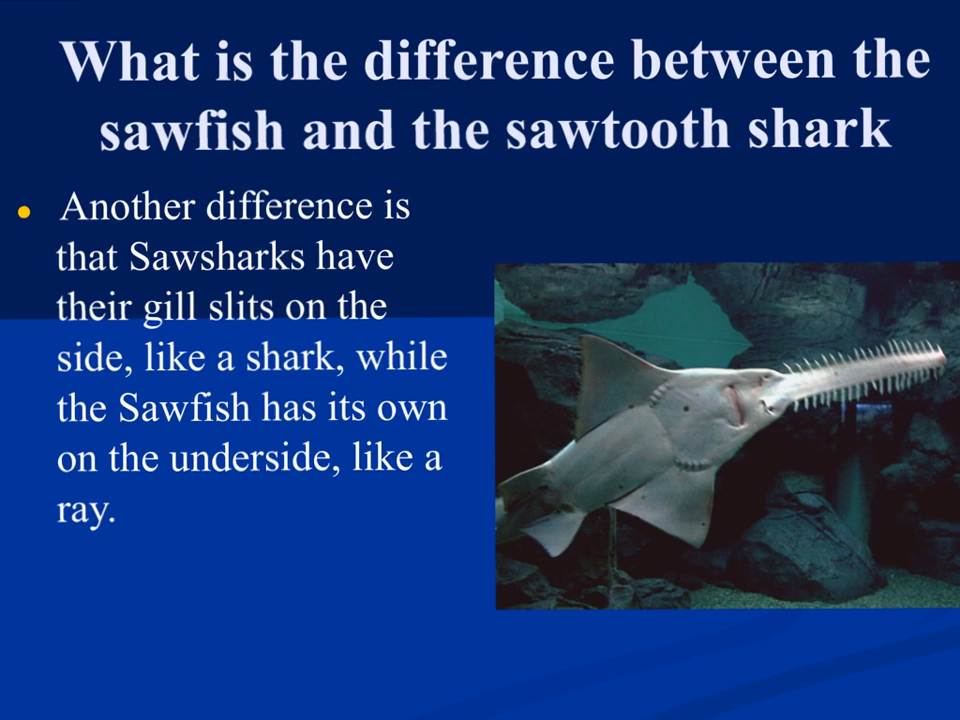 What is the difference between the
sawfish and the sawtooth shark
• Another difference is
that Sawsharks have
their gill slits on the
side, like a shark, while
the Sawfish has its own
on the underside, like a
ray.